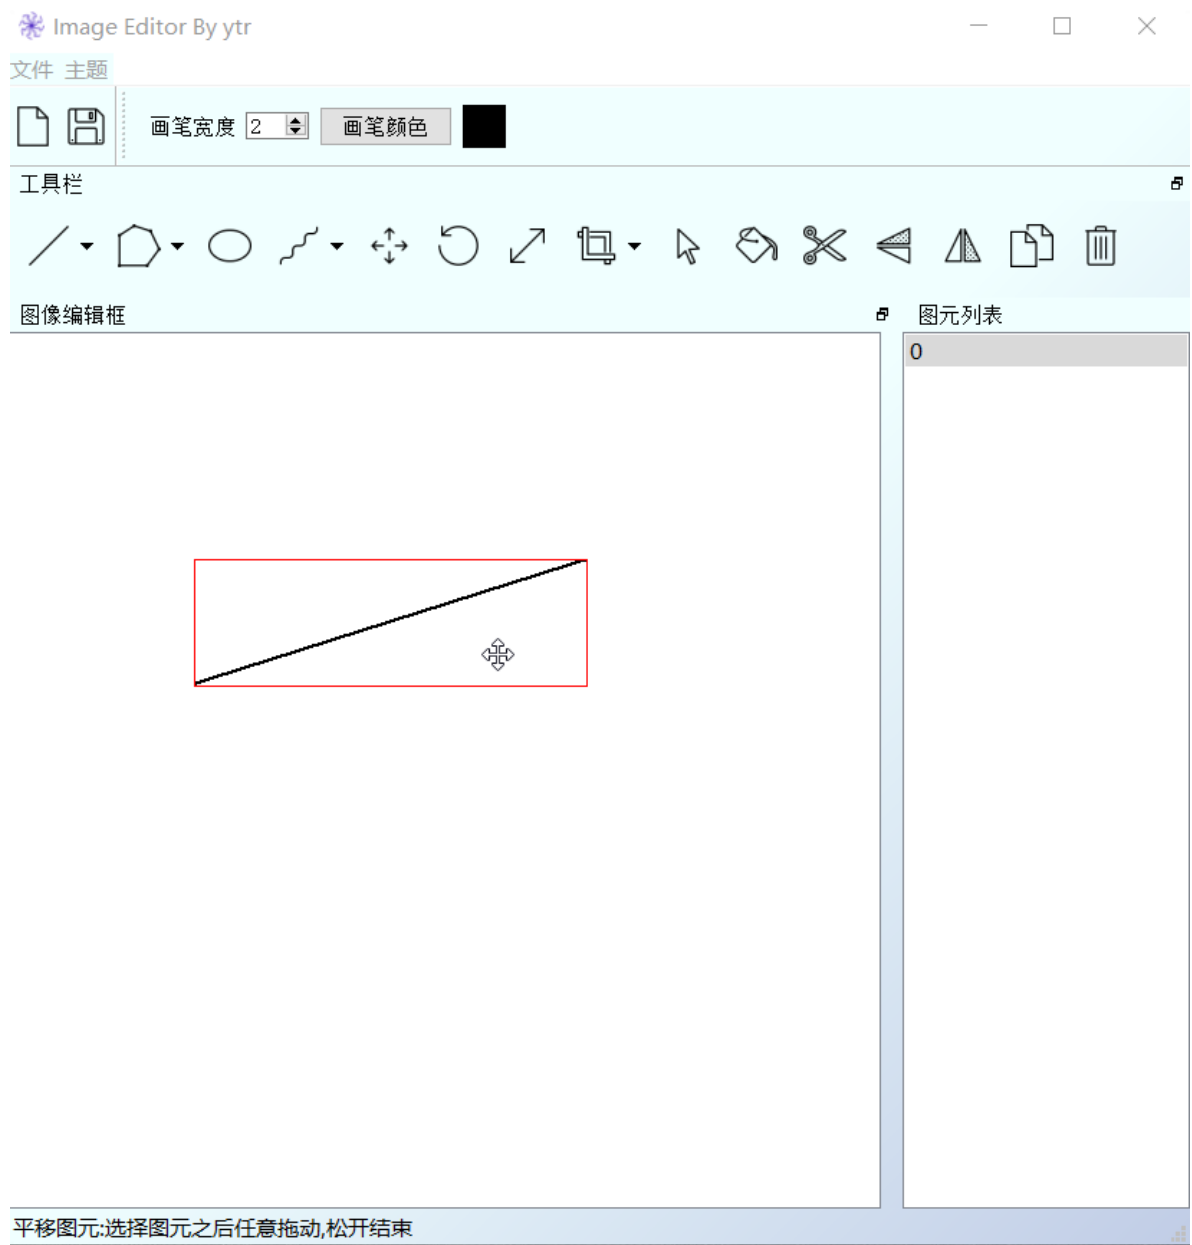 Image Editor By ytr
文件 主题
画笔宽度 2 画笔颜色
工具栏
图像编辑框 图元列表
0
平移图元:选择图元之后任意拖动,松开结束